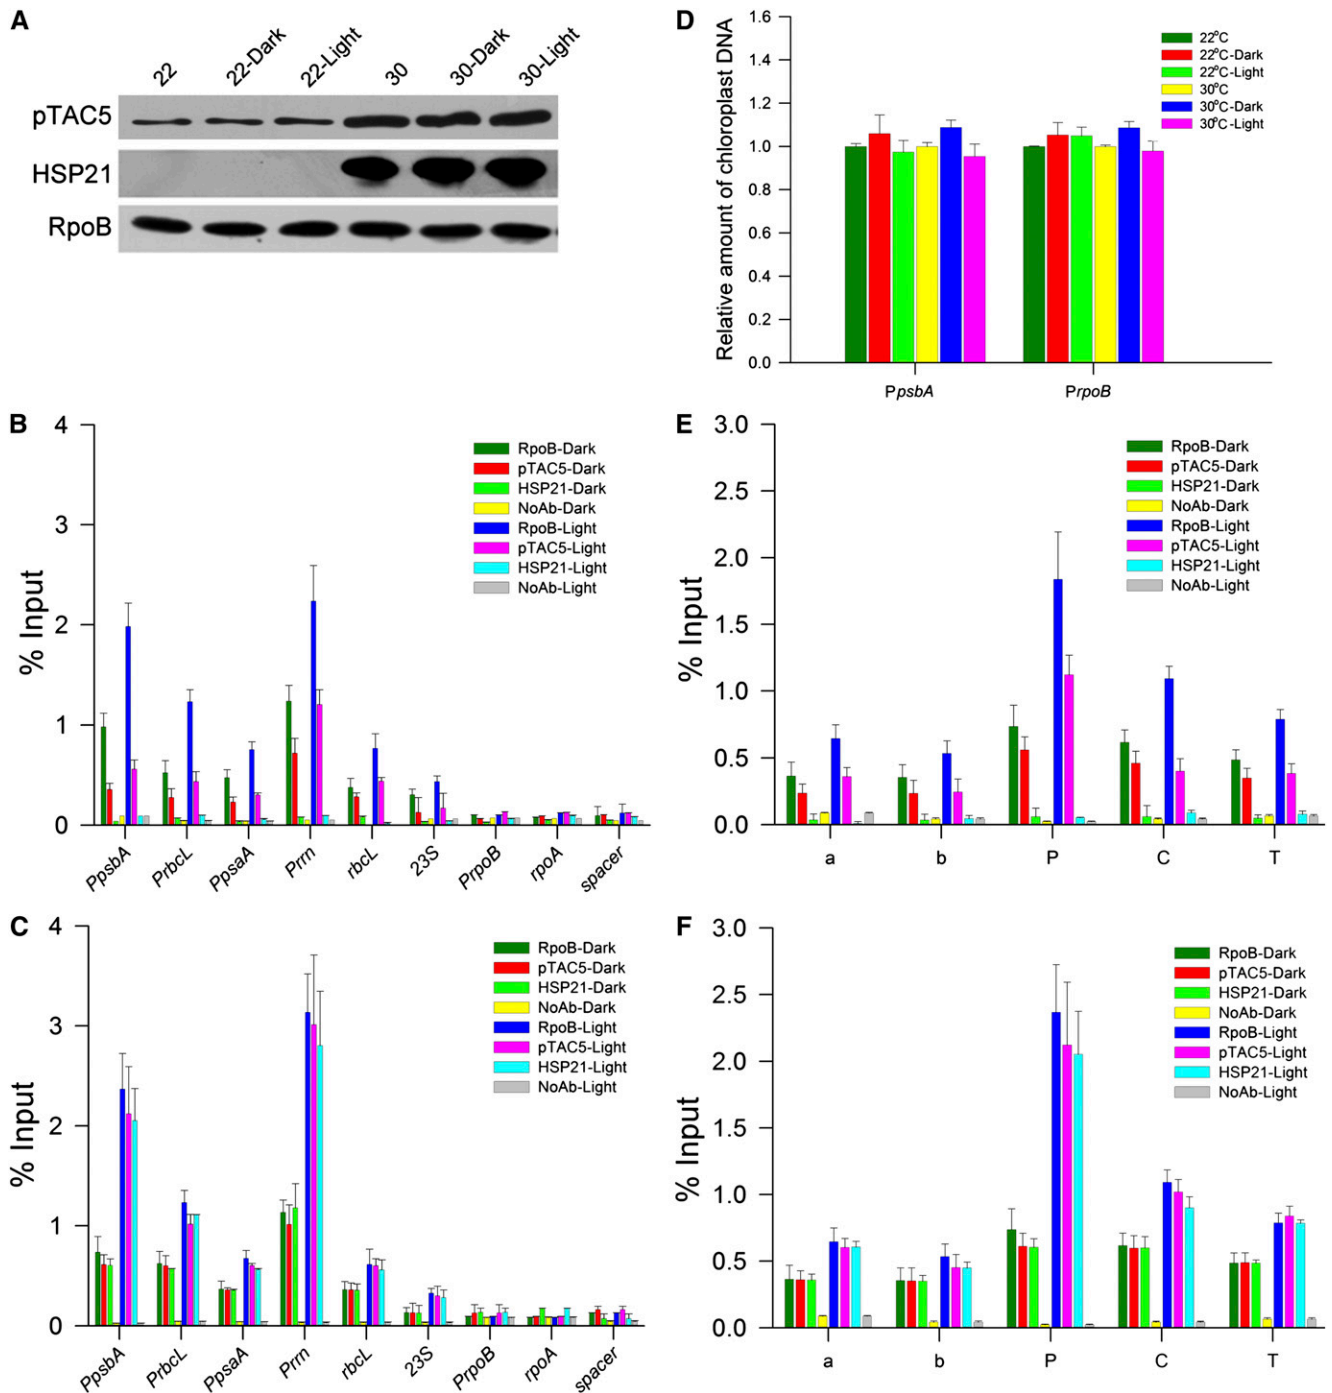 A
22
22-Dark
22-Light
30
30-Dark
30-Light
pTAC5
HSP21
RpoB
D
Relative amount of chloroplast DNA
1.6
1.4
1.2
1.0
0.8
0.6
0.4
0.2
0.0
22°C
22°C-Dark
22°C-Light
30°C
30°C-Dark
30°C-Light
PpsbA
PrpoB
B
% Input
4
3
2
1
0
RpoB-Dark
pTAC5-Dark
HSP21-Dark
NoAb-Dark
RpoB-Light
pTAC5-Light
HSP21-Light
NoAb-Light
PpsbA
PrbcL
PpsaA
Prrn
rbcL
23S
PrpoB
rpoA
spacer
E
% Input
3.0
2.5
2.0
1.5
1.0
0.5
0.0
RpoB-Dark
pTAC5-Dark
HSP21-Dark
NoAb-Dark
RpoB-Light
pTAC5-Light
HSP21-Light
NoAb-Light
a
b
P
C
T
C
% Input
4
3
2
1
0
RpoB-Dark
pTAC5-Dark
HSP21-Dark
NoAb-Dark
RpoB-Light
pTAC5-Light
HSP21-Light
NoAb-Light
PpsbA
PrbcL
PpsaA
Prrn
rbcL
23S
PrpoB
rpoA
spacer
F
% Input
3.0
2.5
2.0
1.5
1.0
0.5
0.0
RpoB-Dark
pTAC5-Dark
HSP21-Dark
NoAb-Dark
RpoB-Light
pTAC5-Light
HSP21-Light
NoAb-Light
a
b
P
C
T